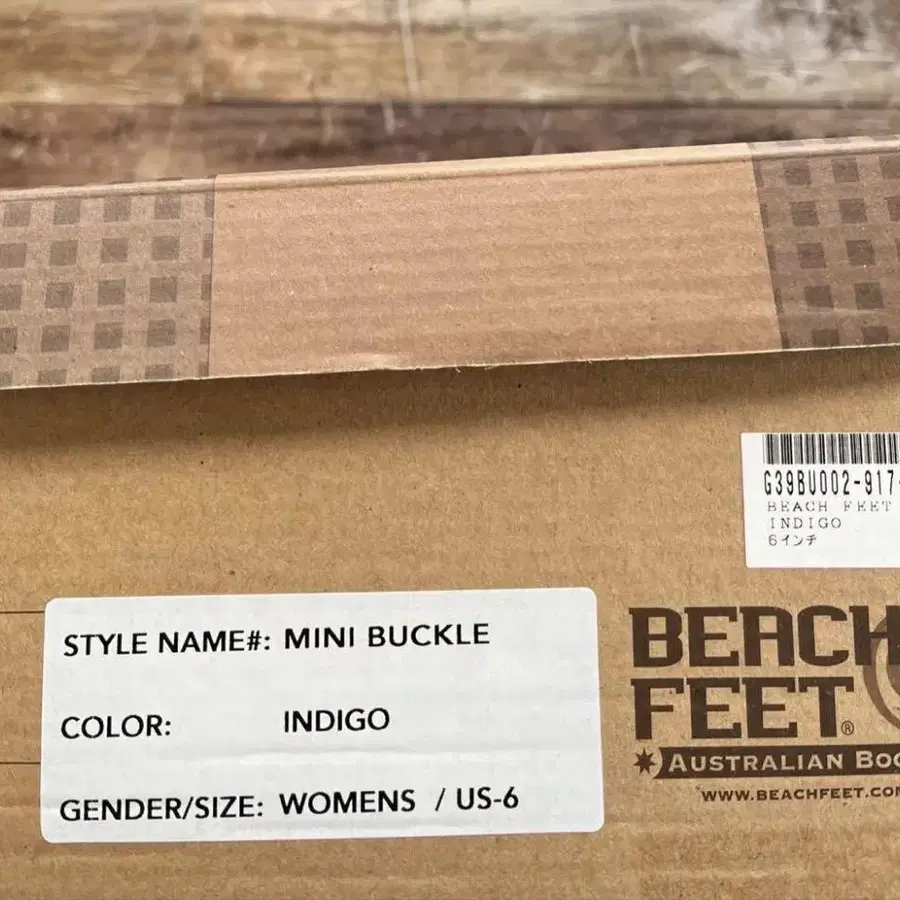 G39BU002-917-
BEACH FEET
INDIGO
6インチ
STYLE NAME#: MINI BUCKLE
COLOR: INDIGO
GENDER/SIZE: WOMENS / US-6
BEACH
FEET®
AUSTRALIAN
WWW.BEACHFEET.COM